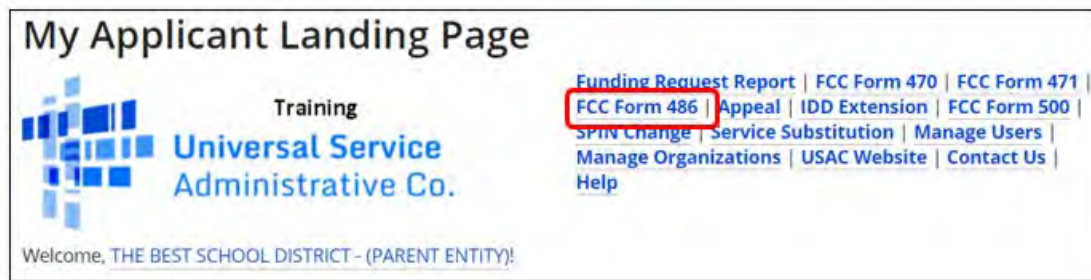 My Applicant Landing Page
Training
Universal Service
Administrative Co.
Funding Request Report | FCC Form 470 | FCC Form 471 |
FCC Form 486 | Appeal | IDD Extension | FCC Form 500 |
SPIN Change | Service Substitution | Manage Users |
Manage Organizations | USAC Website | Contact Us |
Help
Welcome, THE BEST SCHOOL DISTRICT - (PARENT ENTITY)!